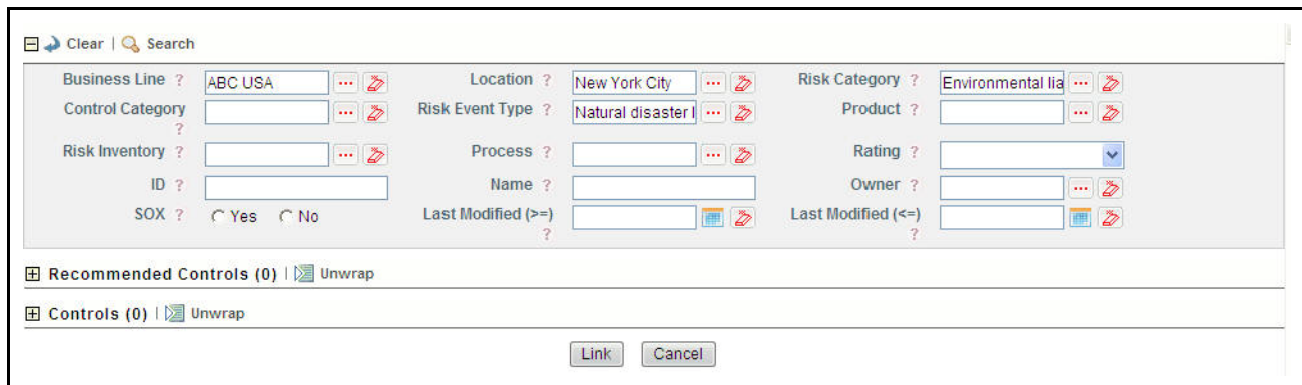 Clear | Search
Business Line ? ABC USA ... Location ? New York City ... Risk Category ? Environmental lia ...
Control Category ? ... Risk Event Type ? Natural disaster l ... Product ? ...
Risk Inventory ? ... Process ? ... Rating ?
ID ? Name ? Owner ? ...
SOX ? Yes No Last Modified (>=) ? Last Modified (<=) ?
Recommended Controls (0) | Unwrap
Controls (0) | Unwrap
Link Cancel